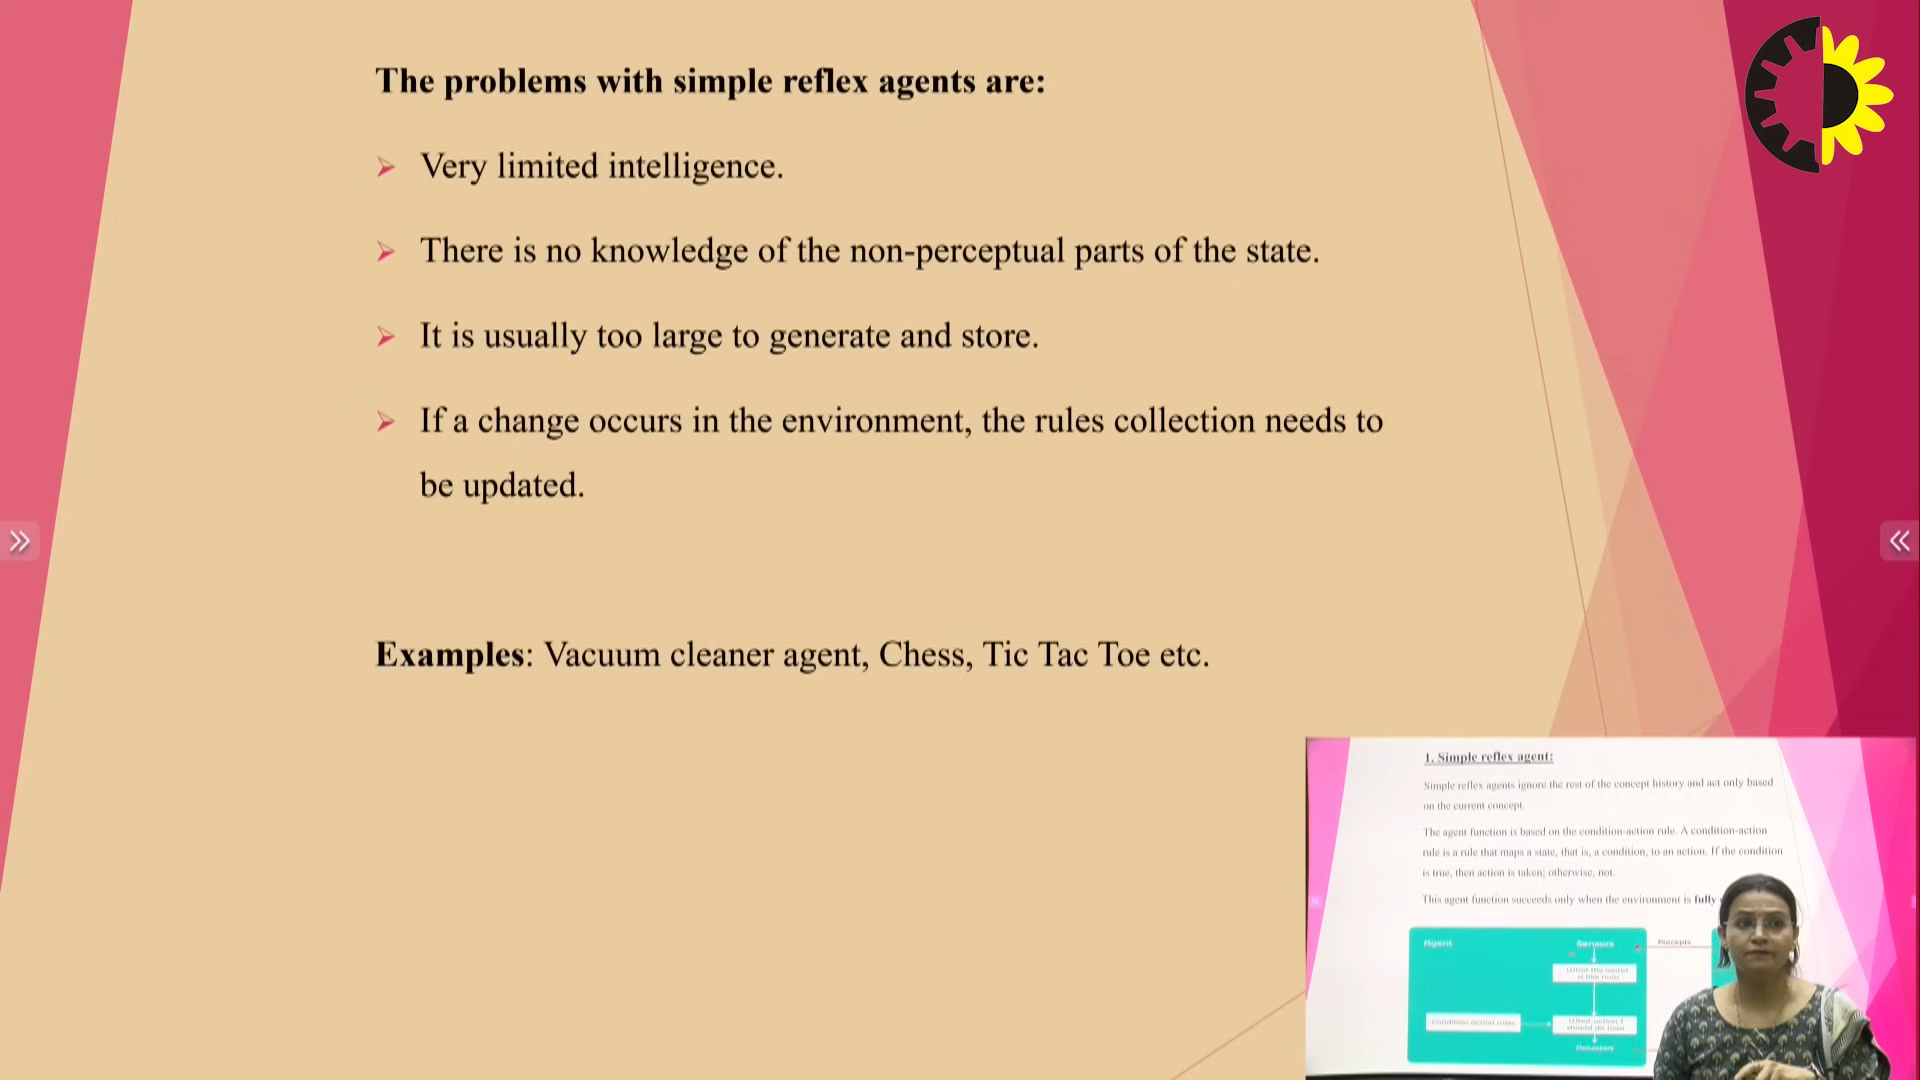 The problems with simple reflex agents are:
Very limited intelligence.
There is no knowledge of the non-perceptual parts of the state.
It is usually too large to generate and store.
If a change occurs in the environment, the rules collection needs to
be updated.
Examples: Vacuum cleaner agent, Chess, Tic Tac Toe etc.
1. Simple reflex agent:
Simple reflex agents ignore the rest of the concept history and act only based
on the current concept.
The agent function is based on the condition-action rule. A condition-action
rule is a rule that maps a state, that is, a condition, to an action. If the condition
is true, then action is taken; otherwise, not.
This agent function succeeds only when the environment is fully
Agent
Sensors
Precepts
What the world
is like now
Condition action rules
What action I
should do now